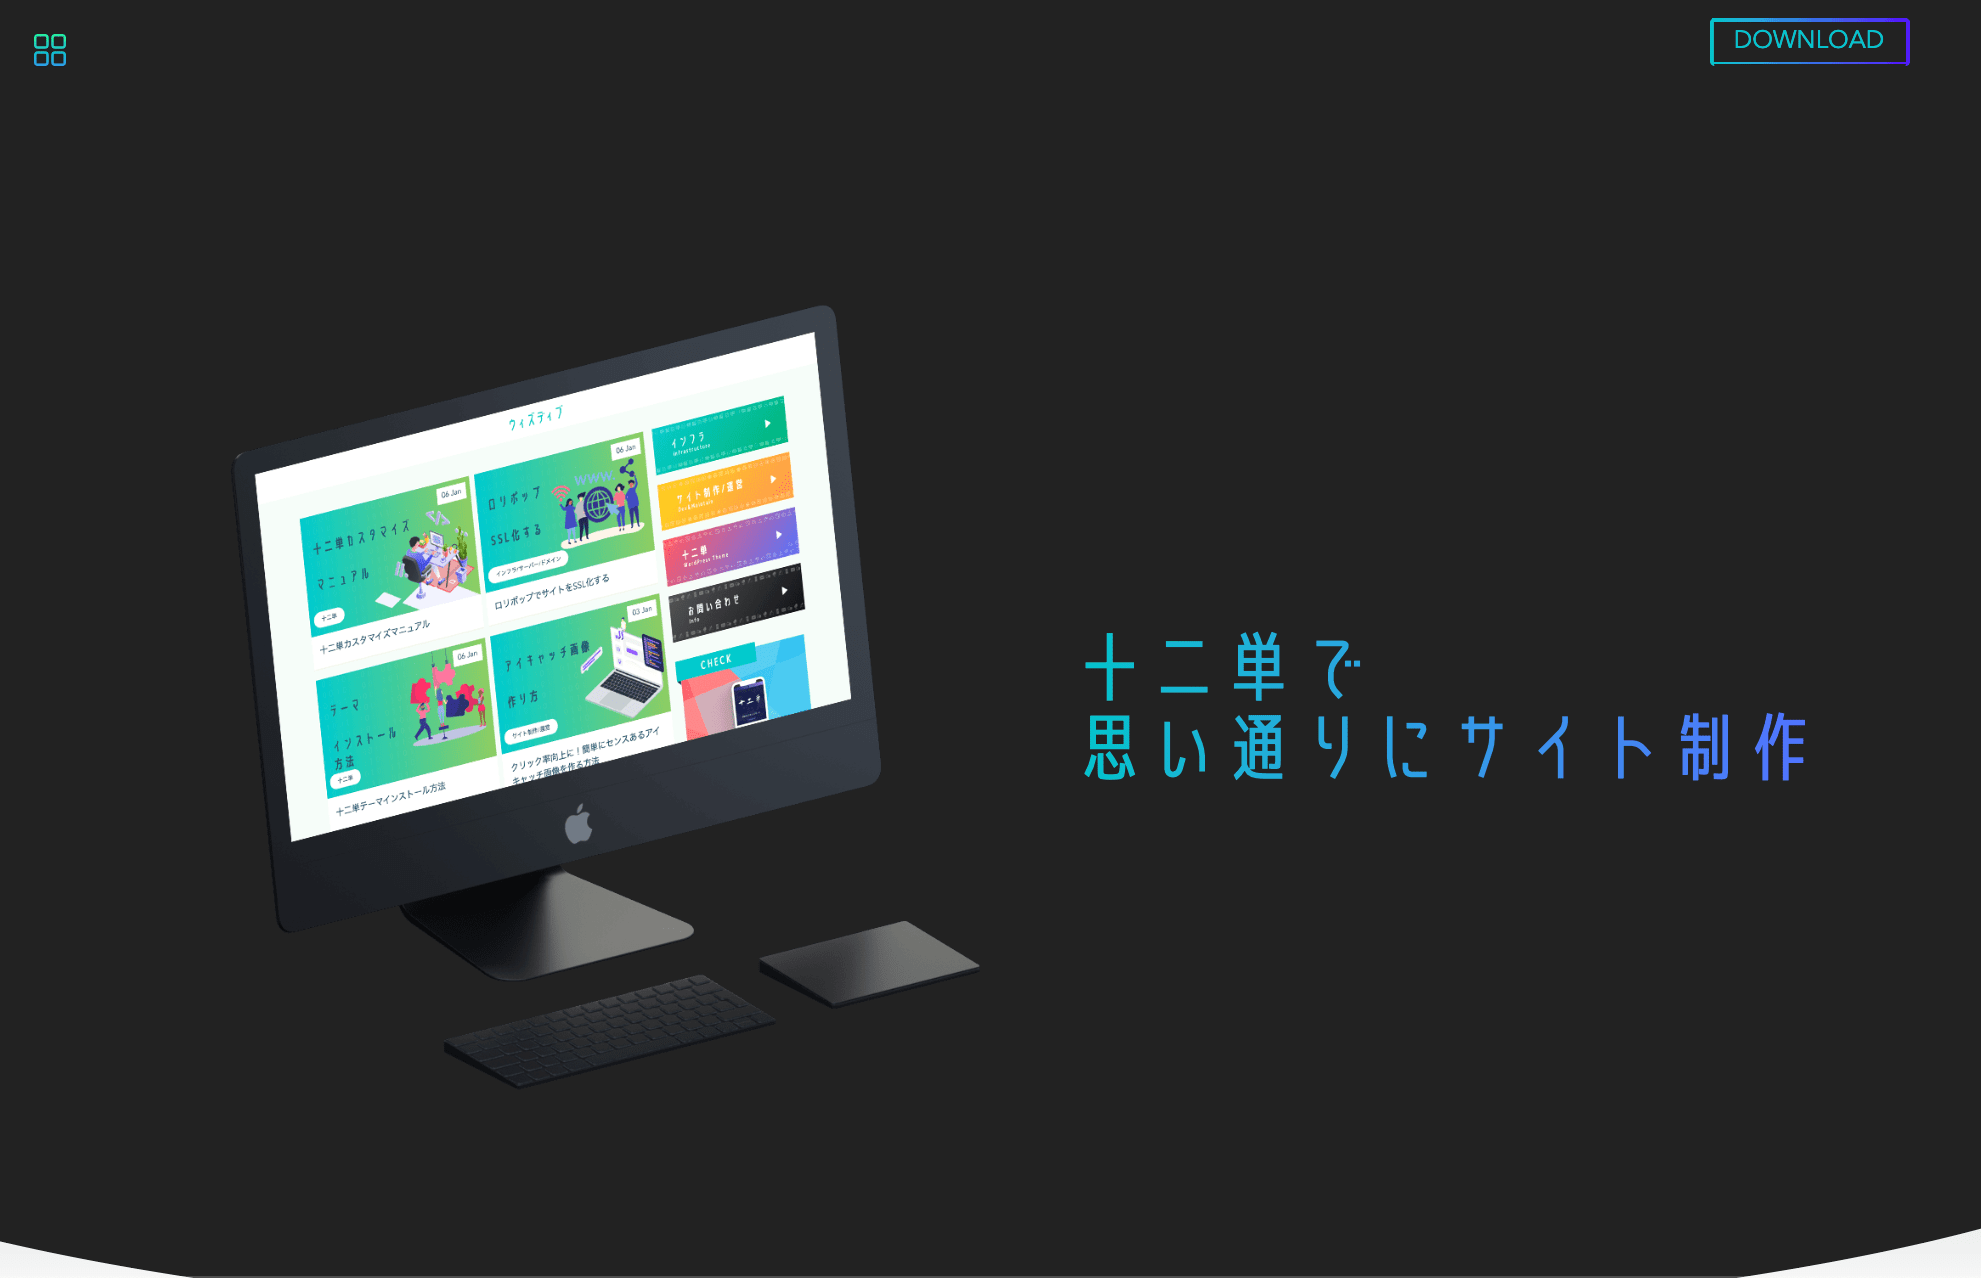 DOWNLOAD
ウィズディブ
06 Jan
十二単カスタマイズ
マニュアル
十二単
十二単カスタマイズマニュアル
06 Jan
WWW
ロリポップ
SSL化する
インフラ/サーバー/ドメイン
ロリポップでサイトをSSL化する
06 Jan
テーマ
インストール
方法
十二単
十二単テーマインストール方法
03 Jan
JS
アイキャッチ画像
作り方
サイト制作/運営
クリック率向上に！簡単にセンスあるアイ
キャッチ画像を作る方法
インフラ
Infrastructure
サイト制作/運営
十二単
WordPress Theme
お問い合わせ
Info
CHECK
十二単
十二単で
思い通りにサイト制作